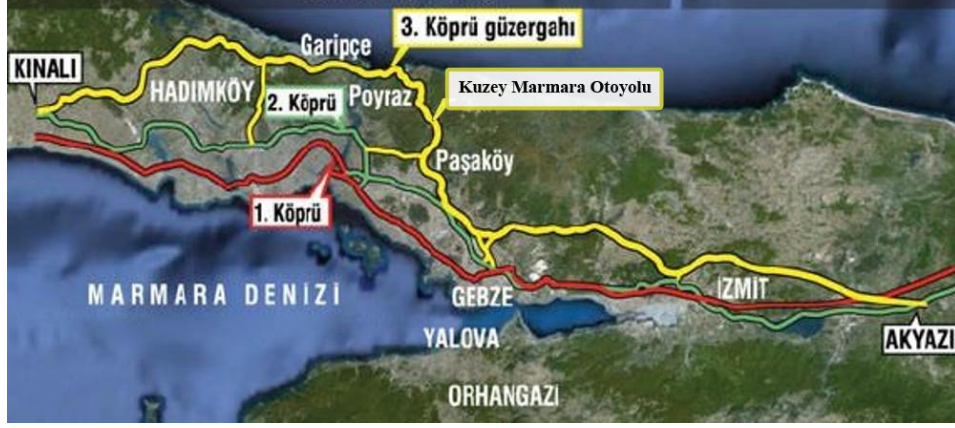 3. Köprü güzergahı
Garipçe
KINALI
HADIMKÖY
2. Köprü
Poyraz
Kuzey Marmara Otoyolu
Paşaköy
1. Köprü
MARMARA DENİZİ
GEBZE
İZMİT
YALOVA
AKYAZI
ORHANGAZİ